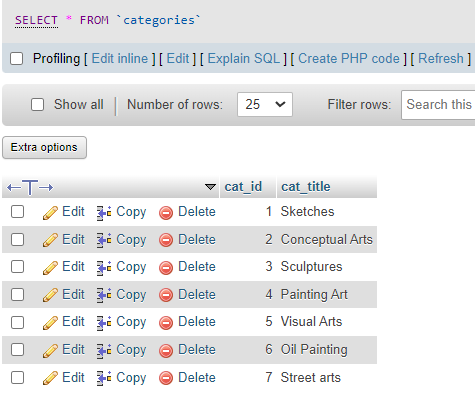 SELECT * FROM `categories`
Profiling [ Edit inline ] [ Edit ] [ Explain SQL ] [ Create PHP code ] [ Refresh ]
Show all Number of rows: 25 Filter rows: Search this
Extra options
cat_id cat_title
Edit Copy Delete 1 Sketches
Edit Copy Delete 2 Conceptual Arts
Edit Copy Delete 3 Sculptures
Edit Copy Delete 4 Painting Art
Edit Copy Delete 5 Visual Arts
Edit Copy Delete 6 Oil Painting
Edit Copy Delete 7 Street arts